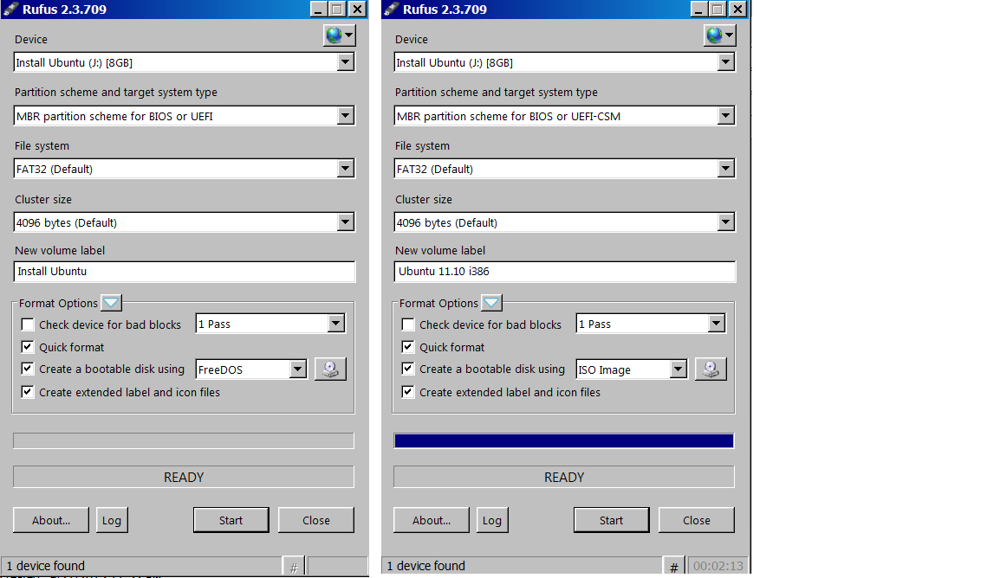 Rufus 2.3.709
Device
Install Ubuntu (J:) [8GB]
Partition scheme and target system type
MBR partition scheme for BIOS or UEFI
File system
FAT32 (Default)
Cluster size
4096 bytes (Default)
New volume label
Install Ubuntu
Format Options
Check device for bad blocks
1 Pass
Quick format
Create a bootable disk using
FreeDOS
Create extended label and icon files
READY
About...
Log
Start
Close
1 device found
#
Rufus 2.3.709
Device
Install Ubuntu (J:) [8GB]
Partition scheme and target system type
MBR partition scheme for BIOS or UEFI-CSM
File system
FAT32 (Default)
Cluster size
4096 bytes (Default)
New volume label
Ubuntu 11.10 i386
Format Options
Check device for bad blocks
1 Pass
Quick format
Create a bootable disk using
ISO Image
Create extended label and icon files
READY
About...
Log
Start
Close
1 device found
#
00:02:13